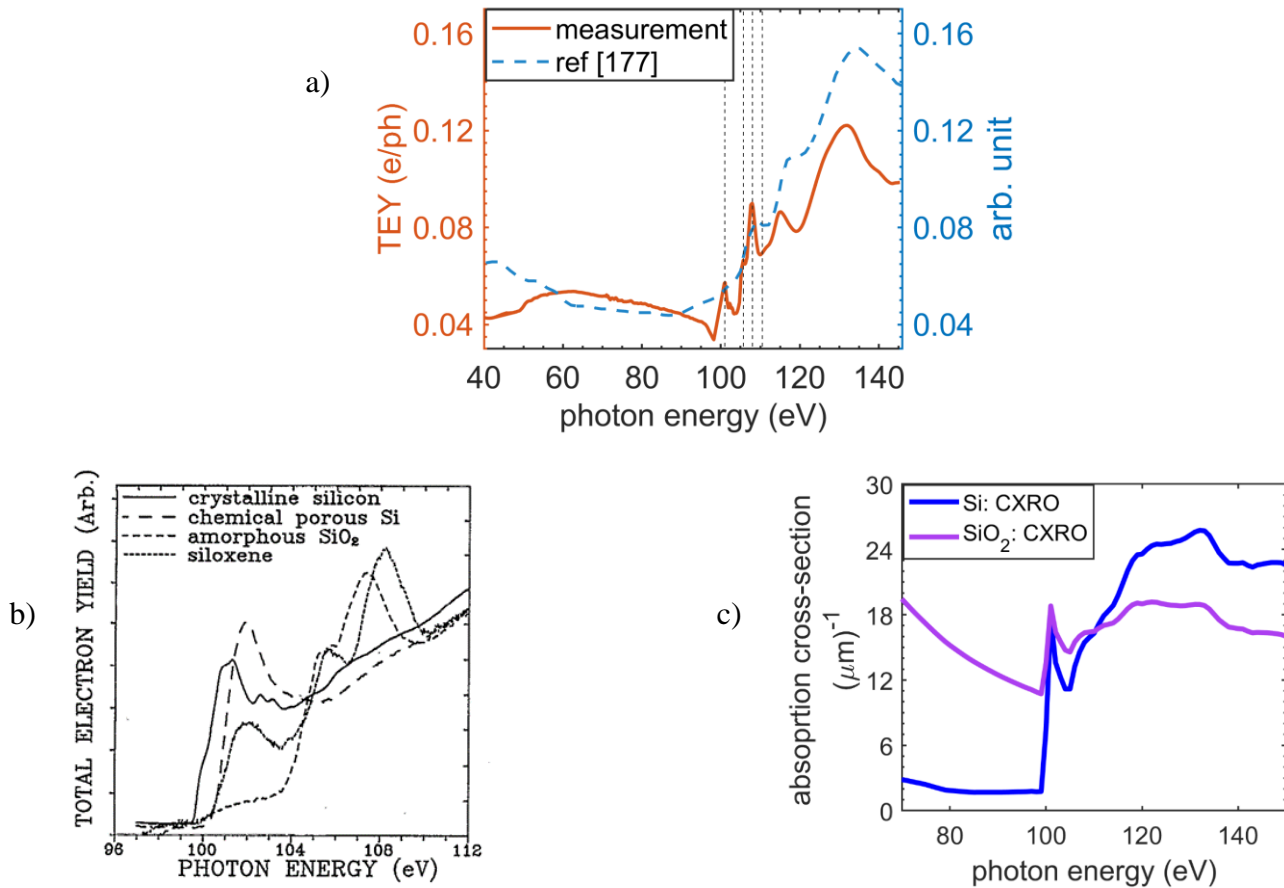 a)
measurement
ref [177]
0.16
0.12
0.08
0.04
TEY (e/ph)
0.16
0.12
0.08
0.04
arb. unit
40 60 80 100 120 140
photon energy (eV)
b)
TOTAL ELECTRON YIELD (Arb.)
crystalline silicon
chemical porous Si
amorphous SiO₂
siloxene
96 100 104 108 112
PHOTON ENERGY (eV)
c)
absoprtion cross-section
(μm)⁻¹
Si: CXRO
SiO₂: CXRO
30
24
18
12
6
0
80 100 120 140
photon energy (eV)